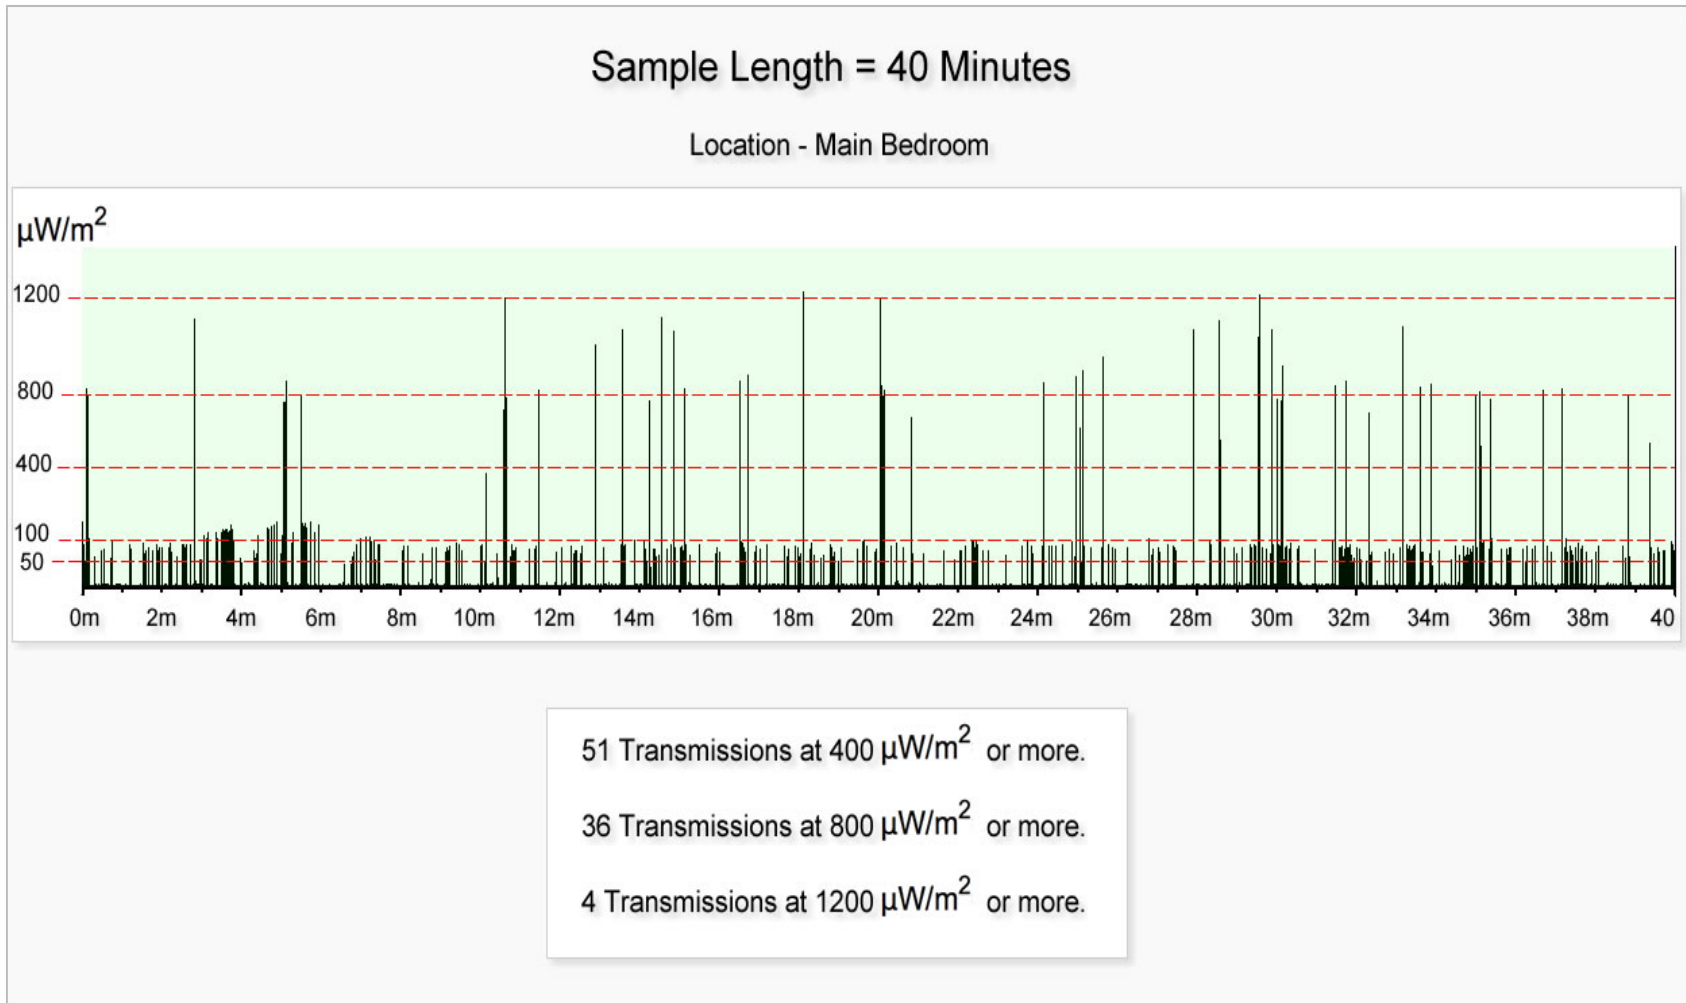 Sample Length = 40 Minutes
Location - Main Bedroom
µW/m²
1200
800
400
100
50
0m 2m 4m 6m 8m 10m 12m 14m 16m 18m 20m 22m 24m 26m 28m 30m 32m 34m 36m 38m 40
51 Transmissions at 400 µW/m² or more.
36 Transmissions at 800 µW/m² or more.
4 Transmissions at 1200 µW/m² or more.